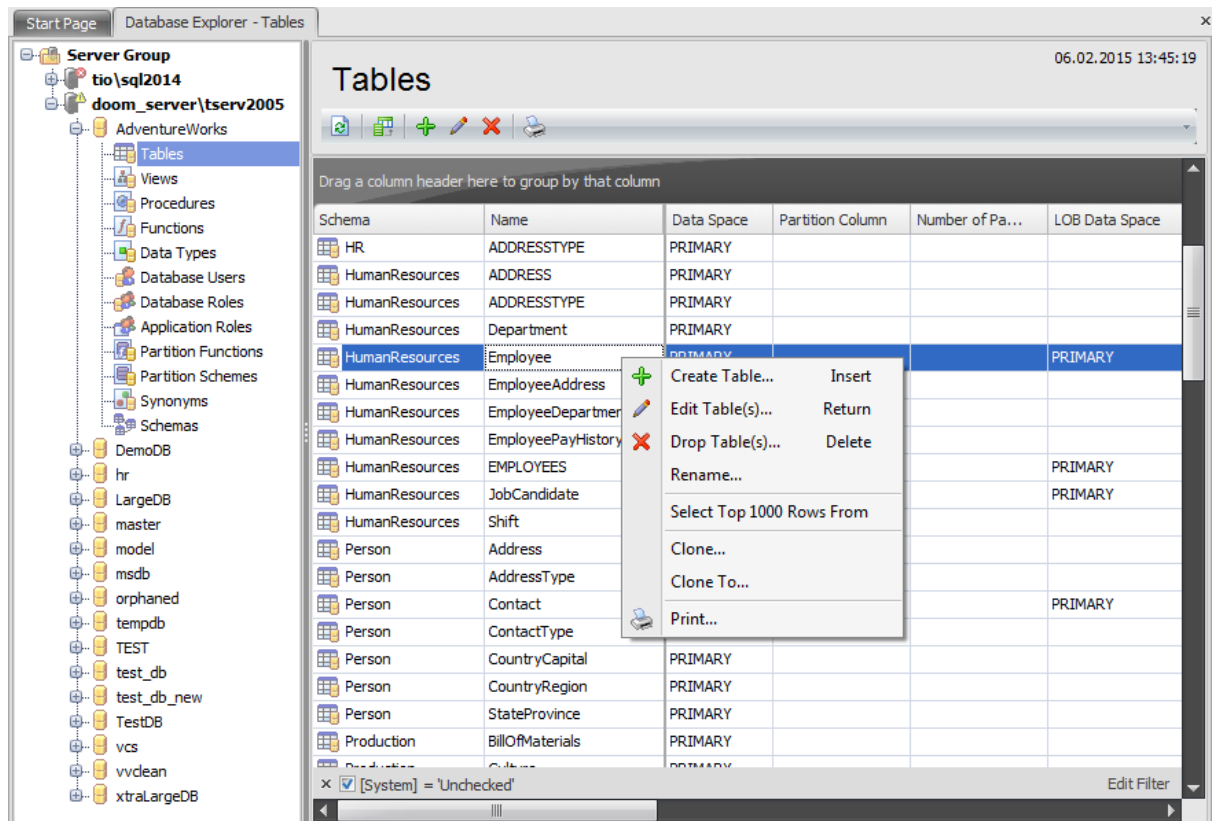 Start Page
Database Explorer - Tables
Server Group
tio\sql2014
doom_server\tserv2005
AdventureWorks
Tables
Views
Procedures
Functions
Data Types
Database Users
Database Roles
Application Roles
Partition Functions
Partition Schemes
Synonyms
Schemas
DemoDB
hr
LargeDB
master
model
msdb
orphaned
tempdb
TEST
test_db
test_db_new
TestDB
vcs
vvclean
xtraLargeDB
06.02.2015 13:45:19
Tables
Drag a column header here to group by that column
Schema Name Data Space Partition Column Number of Pa... LOB Data Space
HR ADDRESSTYPE PRIMARY
HumanResources ADDRESS PRIMARY
HumanResources ADDRESSTYPE PRIMARY
HumanResources Department PRIMARY
HumanResources Employee PRIMARY PRIMARY
HumanResources EmployeeAddress
HumanResources EmployeeDepartmen
HumanResources EmployeePayHistory
HumanResources EMPLOYEES PRIMARY
HumanResources JobCandidate PRIMARY
HumanResources Shift
Person Address
Person AddressType
Person Contact PRIMARY
Person ContactType
Person CountryCapital PRIMARY
Person CountryRegion PRIMARY
Person StateProvince PRIMARY
Production BillOfMaterials PRIMARY
Production Culture PRIMARY
Create Table... Insert
Edit Table(s)... Return
Drop Table(s)... Delete
Rename...
Select Top 1000 Rows From
Clone...
Clone To...
Print...
[System] = 'Unchecked' Edit Filter